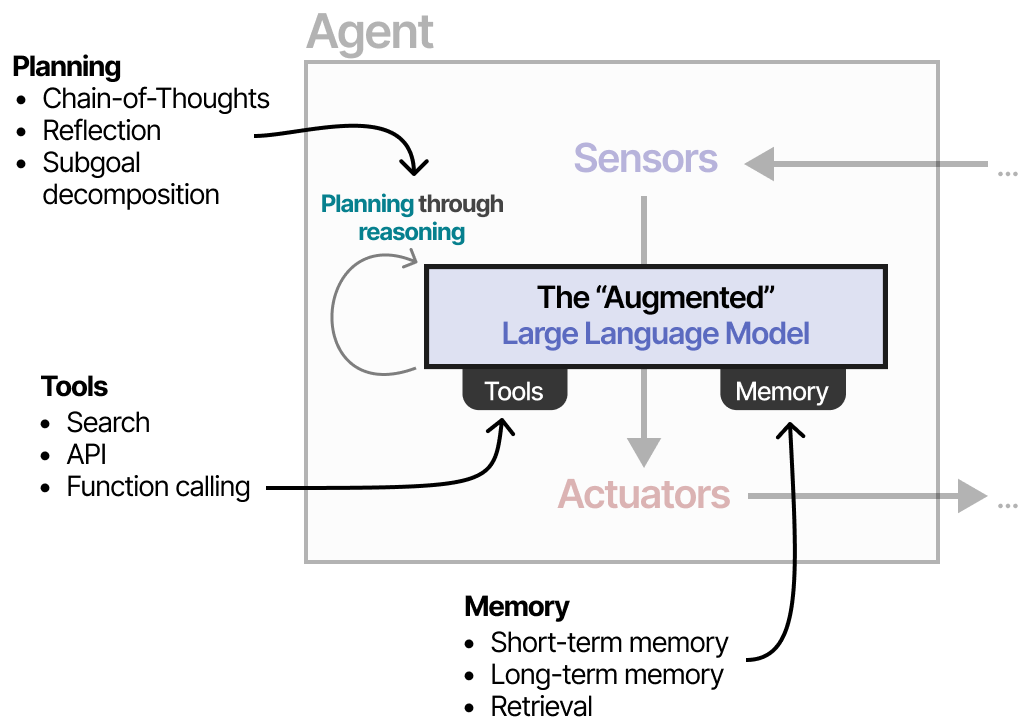 Agent
Planning
• Chain-of-Thoughts
• Reflection
• Subgoal
decomposition
Sensors
...
Planning through
reasoning
The “Augmented”
Large Language Model
Tools
Memory
Tools
• Search
• API
• Function calling
Actuators
...
Memory
• Short-term memory
• Long-term memory
• Retrieval